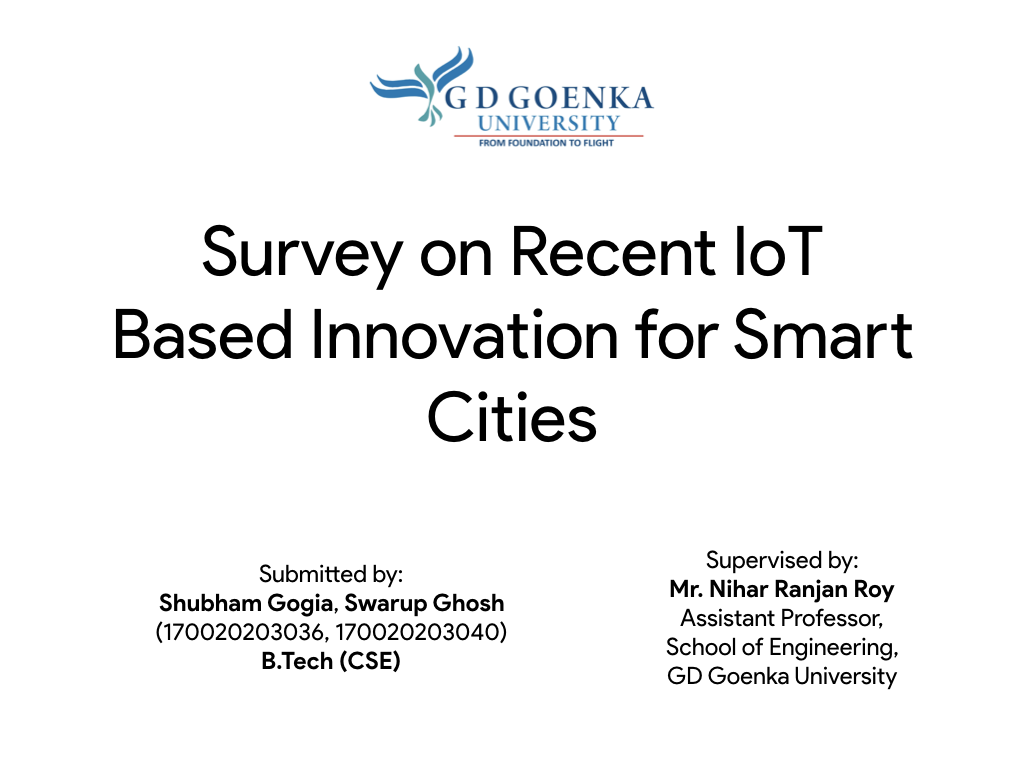 G D GOENKA
UNIVERSITY
FROM FOUNDATION TO FLIGHT
Survey on Recent IoT
Based Innovation for Smart
Cities
Submitted by:
Shubham Gogia, Swarup Ghosh
(170020203036, 170020203040)
B.Tech (CSE)
Supervised by:
Mr. Nihar Ranjan Roy
Assistant Professor,
School of Engineering,
GD Goenka University